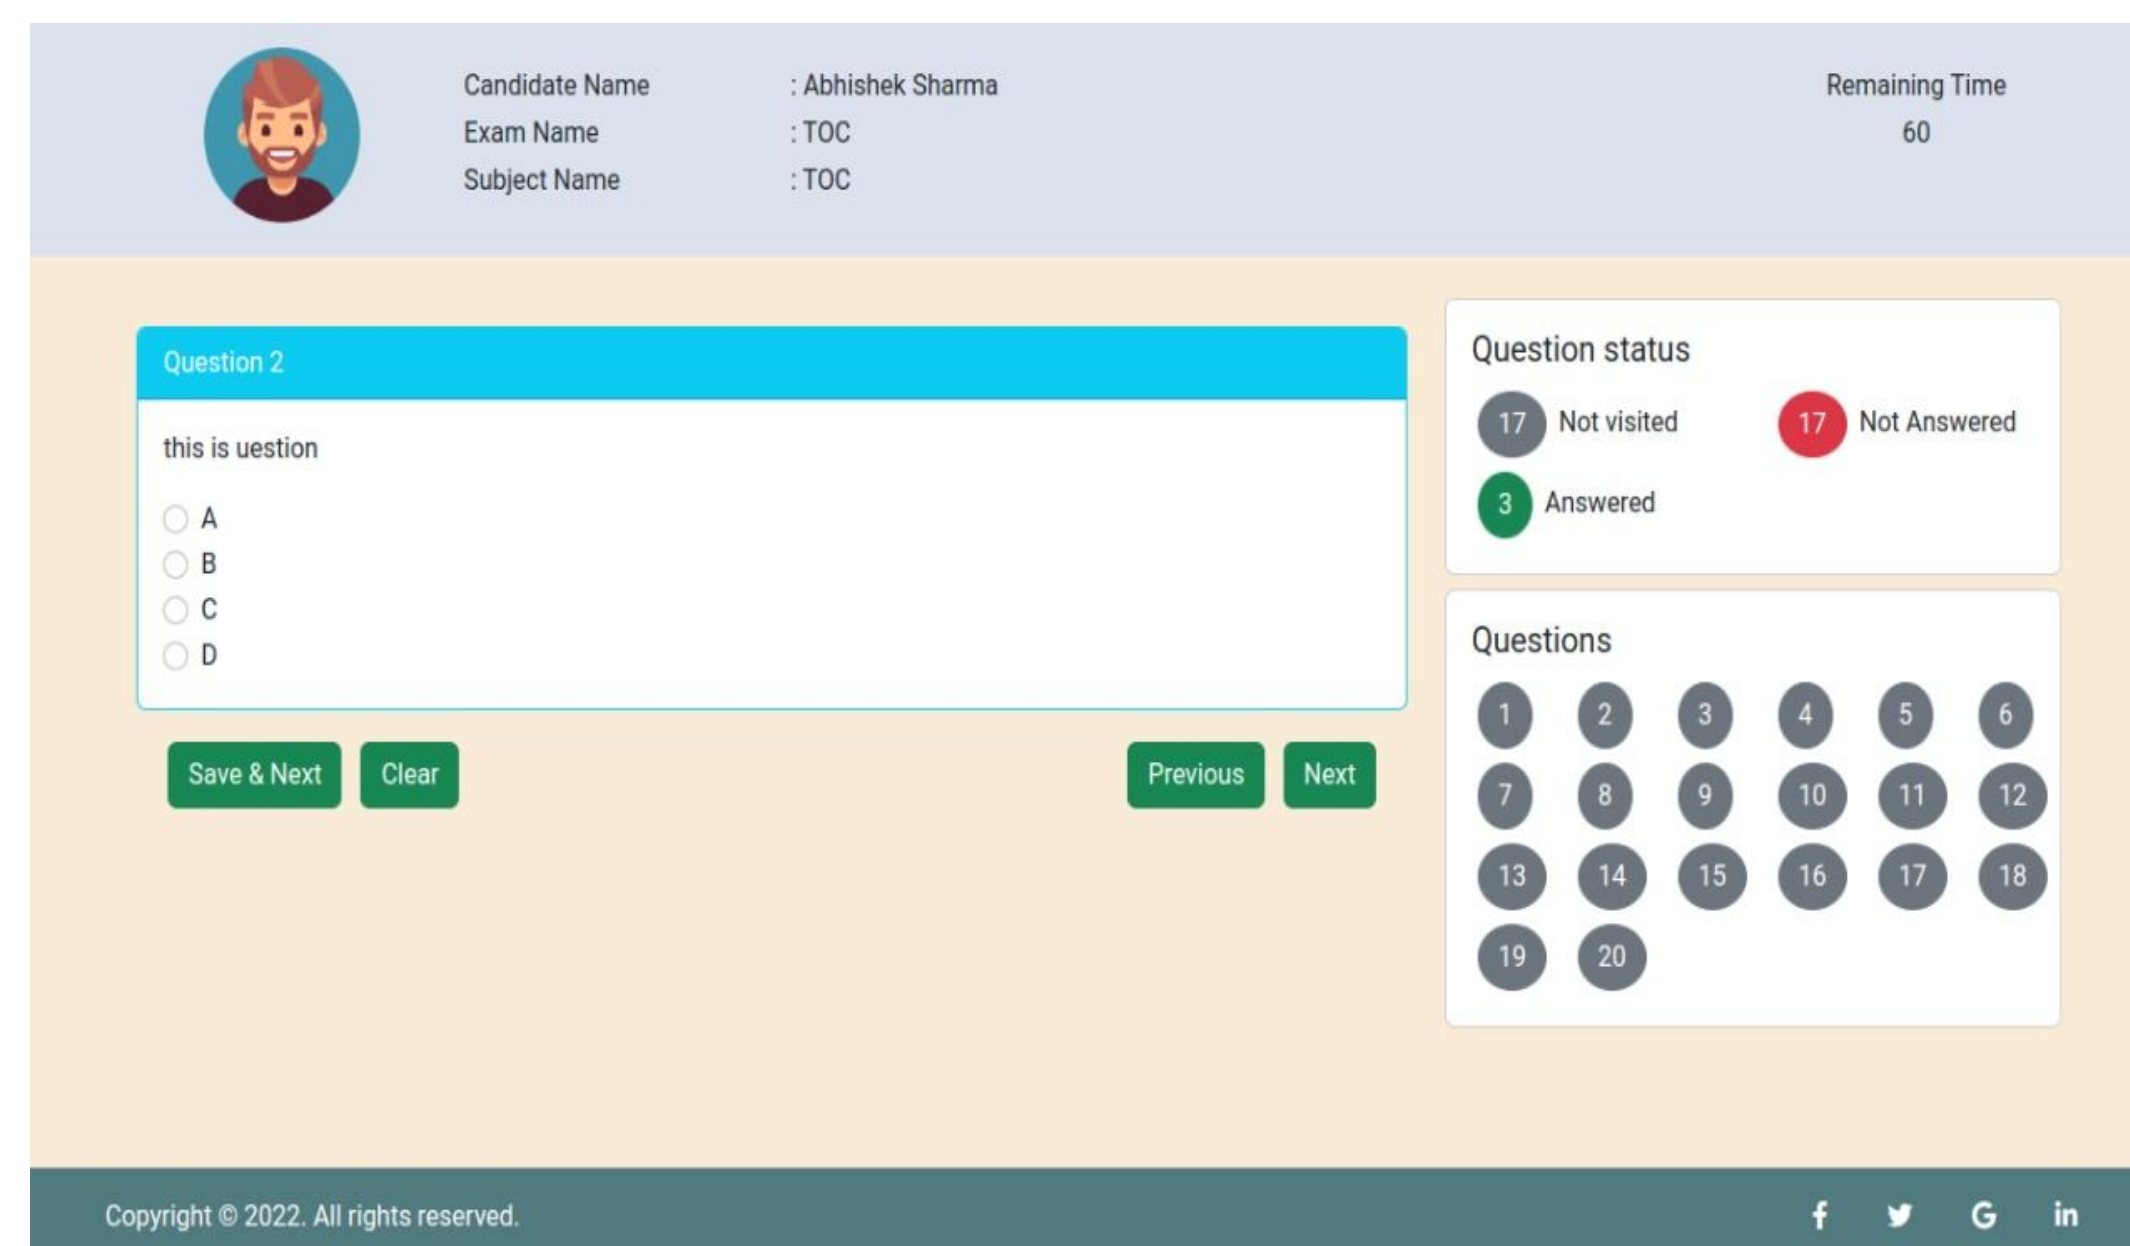 Candidate Name : Abhishek Sharma
Exam Name : TOC
Subject Name : TOC
Remaining Time
60
Question 2
this is uestion
A
B
C
D
Save & Next Clear Previous Next
Question status
17 Not visited 17 Not Answered
3 Answered
Questions
1 2 3 4 5 6
7 8 9 10 11 12
13 14 15 16 17 18
19 20
Copyright © 2022. All rights reserved.